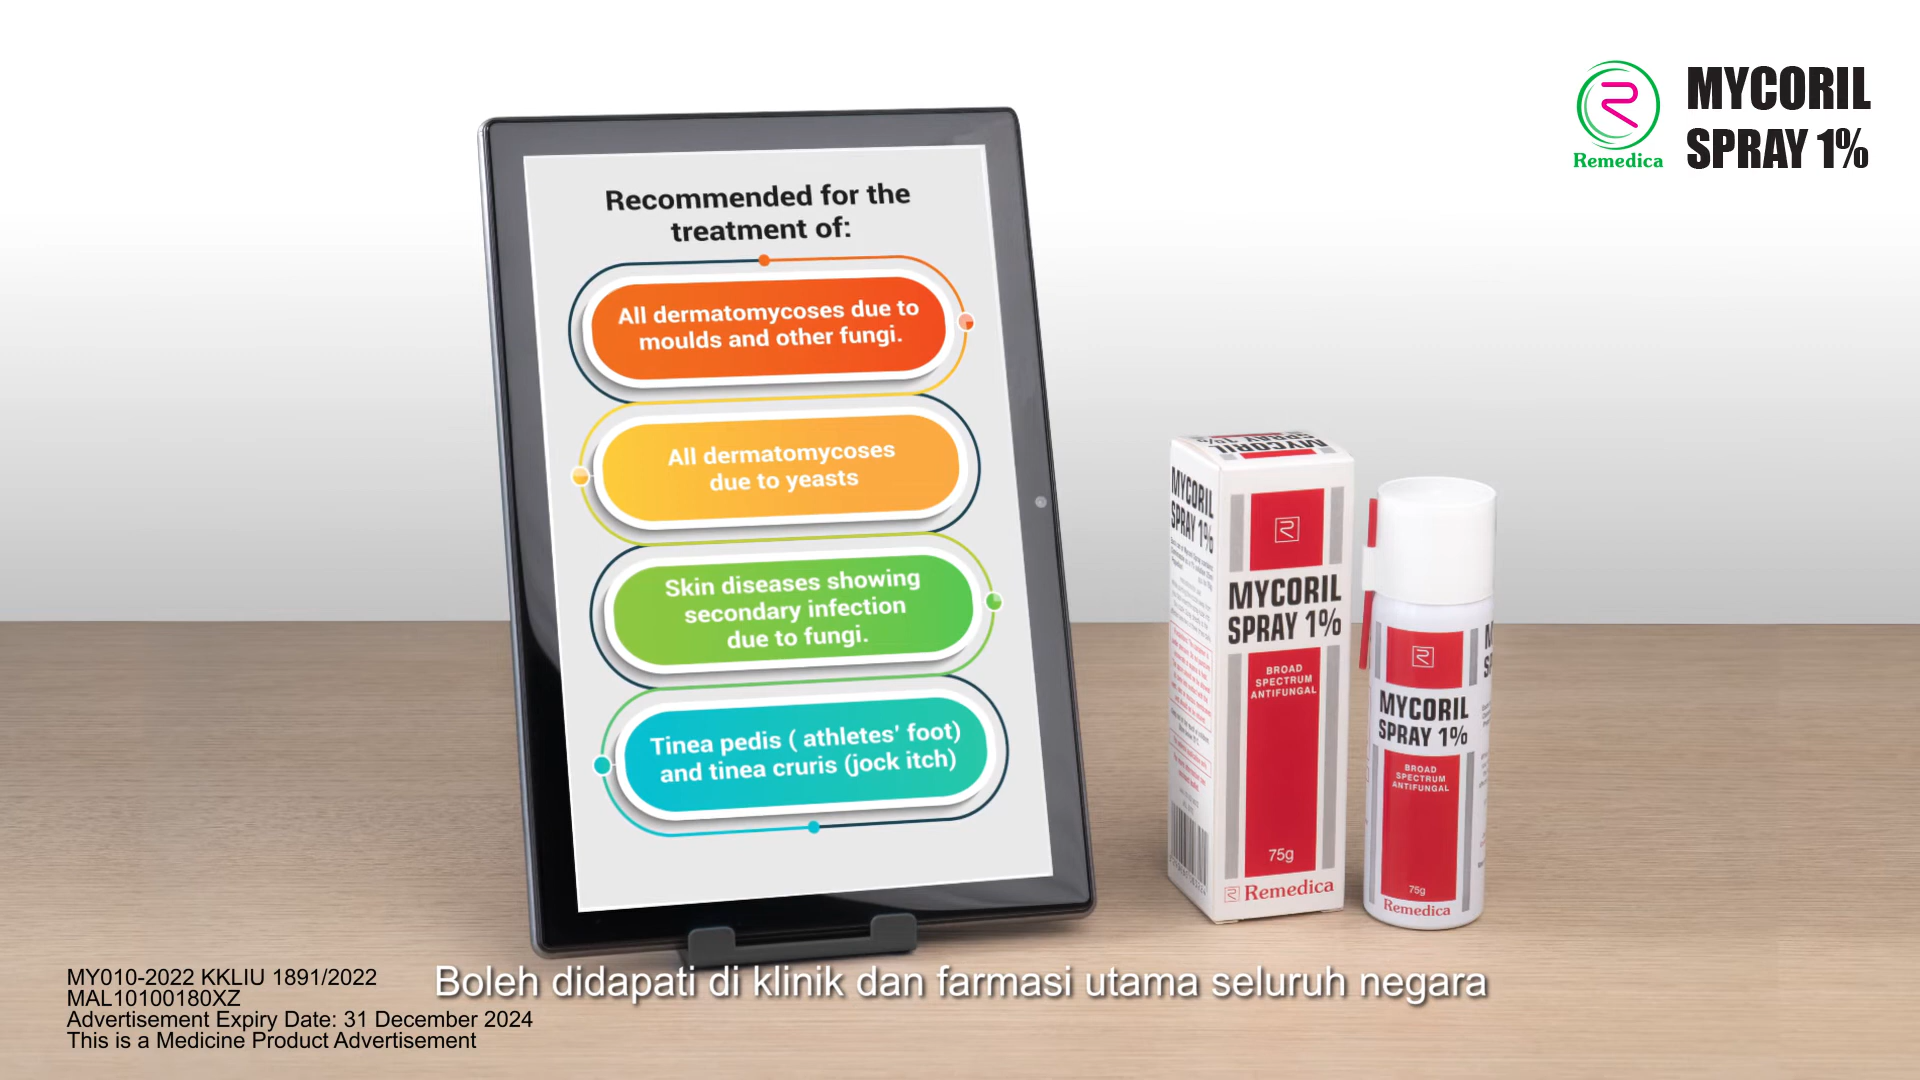 Remedica
MYCORIL
SPRAY 1%
Recommended for the
treatment of:
All dermatomycoses due to
moulds and other fungi.
All dermatomycoses
due to yeasts
Skin diseases showing
secondary infection
due to fungi.
Tinea pedis ( athletes' foot)
and tinea cruris (jock itch)
MYCORIL
SPRAY 1%
MYCORIL
SPRAY 1%
MYCORIL
SPRAY 1%
BROAD
SPECTRUM
ANTIFUNGAL
75g
Remedica
MYCORIL
SPRAY 1%
BROAD
SPECTRUM
ANTIFUNGAL
75g
Remedica
Boleh didapati di klinik dan farmasi utama seluruh negara
MY010-2022 KKLIU 1891/2022
MAL10100180XZ
Advertisement Expiry Date: 31 December 2024
This is a Medicine Product Advertisement